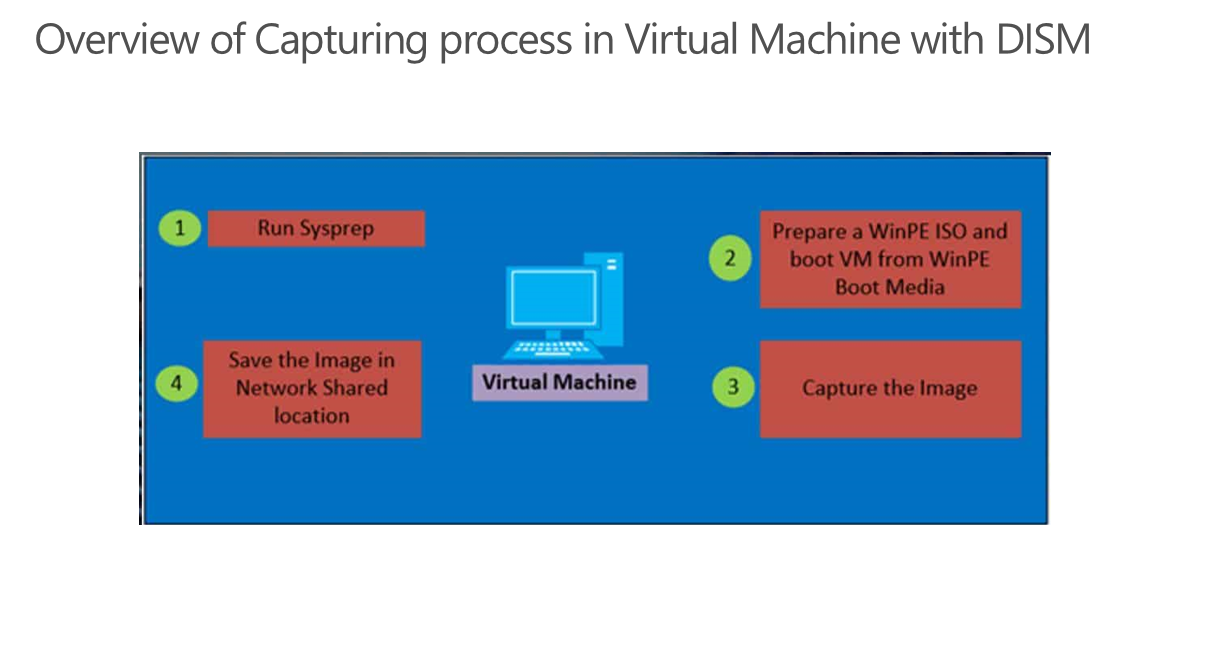 Overview of Capturing process in Virtual Machine with DISM
1
Run Sysprep
2
Prepare a WinPE ISO and
boot VM from WinPE
Boot Media
4
Save the Image in
Network Shared
location
Virtual Machine
3
Capture the Image